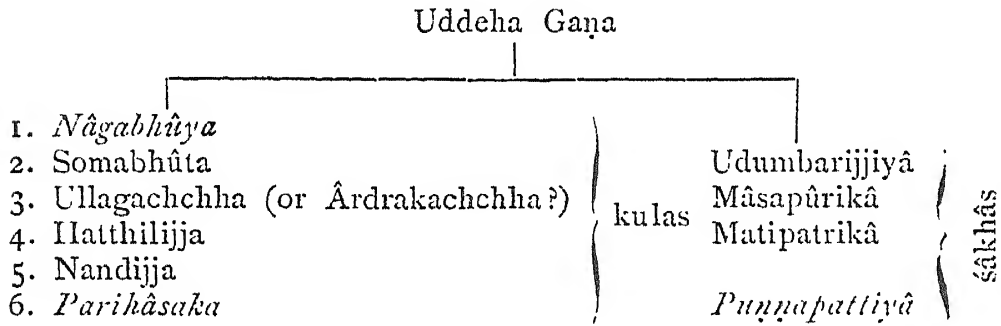 Uddeha Gaṇa
1. Nâgabhûya
2. Somabhûta Udumbarijjiyâ
3. Ullagachchha (or Ârdrakachchha?) Mâsapûrikâ
kulas
4. Hatthilijja Matipatrikâ
śâkhâs
5. Nandijja
6. Parihâsaka Puṇṇapattiyâ